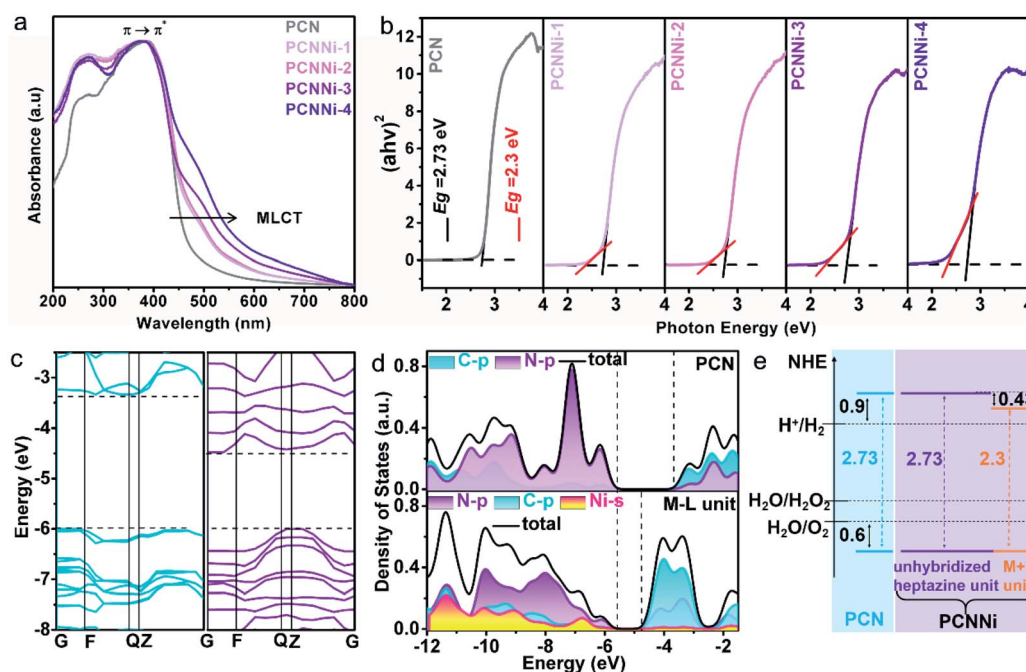 a
π → π*
PCN
PCNNi-1
PCNNi-2
PCNNi-3
PCNNi-4
MLCT
Absorbance (a.u)
200 300 400 500 600 700 800
Wavelength (nm)
b
PCN
PCNNi-1
PCNNi-2
PCNNi-3
PCNNi-4
Eg =2.73 eV
Eg =2.3 eV
(ahv)²
12
10
8
6
4
2
0
2 3 4 2 3 4 2 3 4 2 3 4 2 3 4
Photon Energy (eV)
c
Energy (eV)
-3
-4
-5
-6
-7
-8
G F QZ G G F QZ G
d
C-p N-p total PCN
N-p C-p Ni-s
total
M-L unit
Density of States (a.u.)
0.8
0.4
0.0
0.8
0.4
0.0
-12 -10 -8 -6 -4 -2
Energy (eV)
e
NHE
0.9
0.43
H⁺/H₂
2.73
2.73
2.3
H₂O/H₂O₂
H₂O/O₂
0.6
unhybridized
heptazine unit
PCN
PCNNi